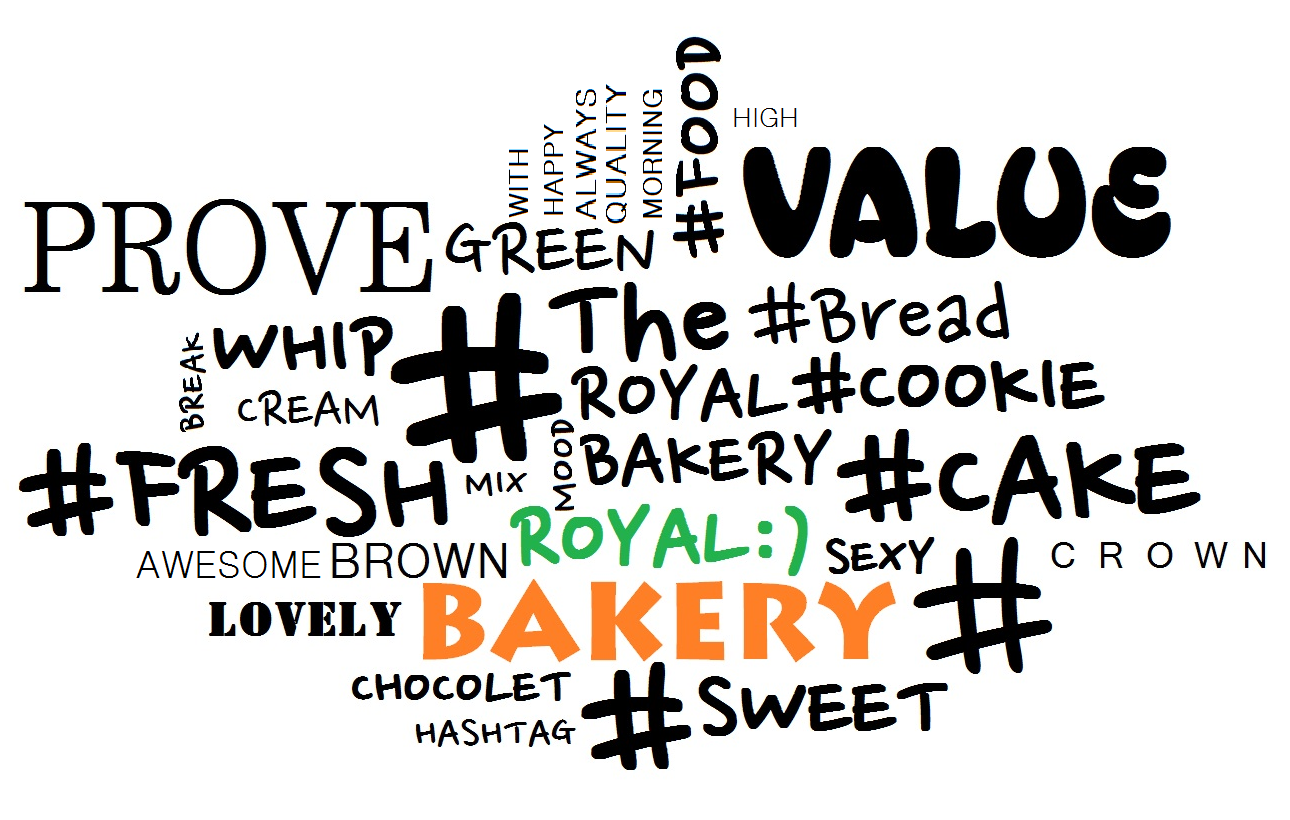 WITH
HAPPY
ALWAYS
QUALITY
MORNING
#FOOD
HIGH
VALUE
PROVE
GREEN
#The #Bread
BREAK
WHIP
CREAM
ROYAL #COOKIE
MOOD
BAKERY #CAKE
#FRESH
MIX
ROYAL:)
AWESOME BROWN
SEXY
#
CROWN
LOVELY
BAKERY
CHOCOLET
HASHTAG
#SWEET